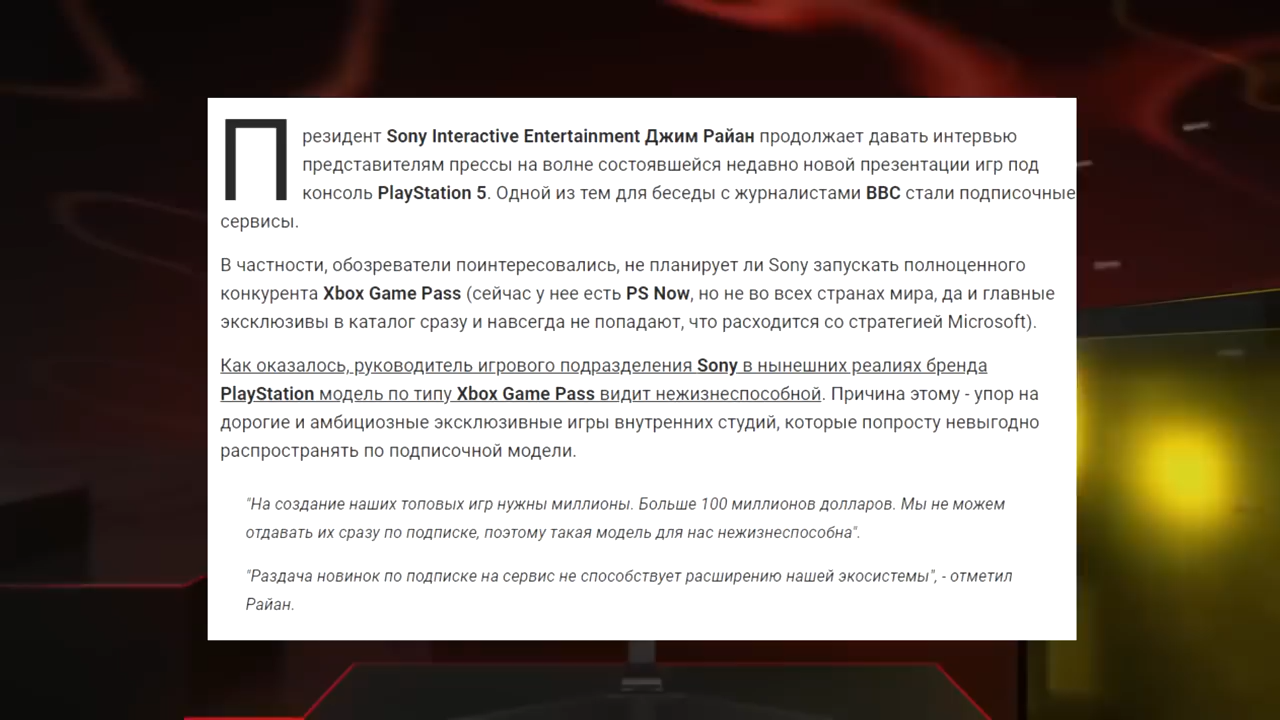 Президент Sony Interactive Entertainment Джим Райан продолжает давать интервью
представителям прессы на волне состоявшейся недавно новой презентации игр под
консоль PlayStation 5. Одной из тем для беседы с журналистами BBC стали подписочные
сервисы.
В частности, обозреватели поинтересовались, не планирует ли Sony запускать полноценного
конкурента Xbox Game Pass (сейчас у нее есть PS Now, но не во всех странах мира, да и главные
эксклюзивы в каталог сразу и навсегда не попадают, что расходится со стратегией Microsoft).
Как оказалось, руководитель игрового подразделения Sony в нынешних реалиях бренда
PlayStation модель по типу Xbox Game Pass видит нежизнеспособной. Причина этому - упор на
дорогие и амбициозные эксклюзивные игры внутренних студий, которые попросту невыгодно
распространять по подписочной модели.
"На создание наших топовых игр нужны миллионы. Больше 100 миллионов долларов. Мы не можем
отдавать их сразу по подписке, поэтому такая модель для нас нежизнеспособна".
"Раздача новинок по подписке на сервис не способствует расширению нашей экосистемы", - отметил
Райан.